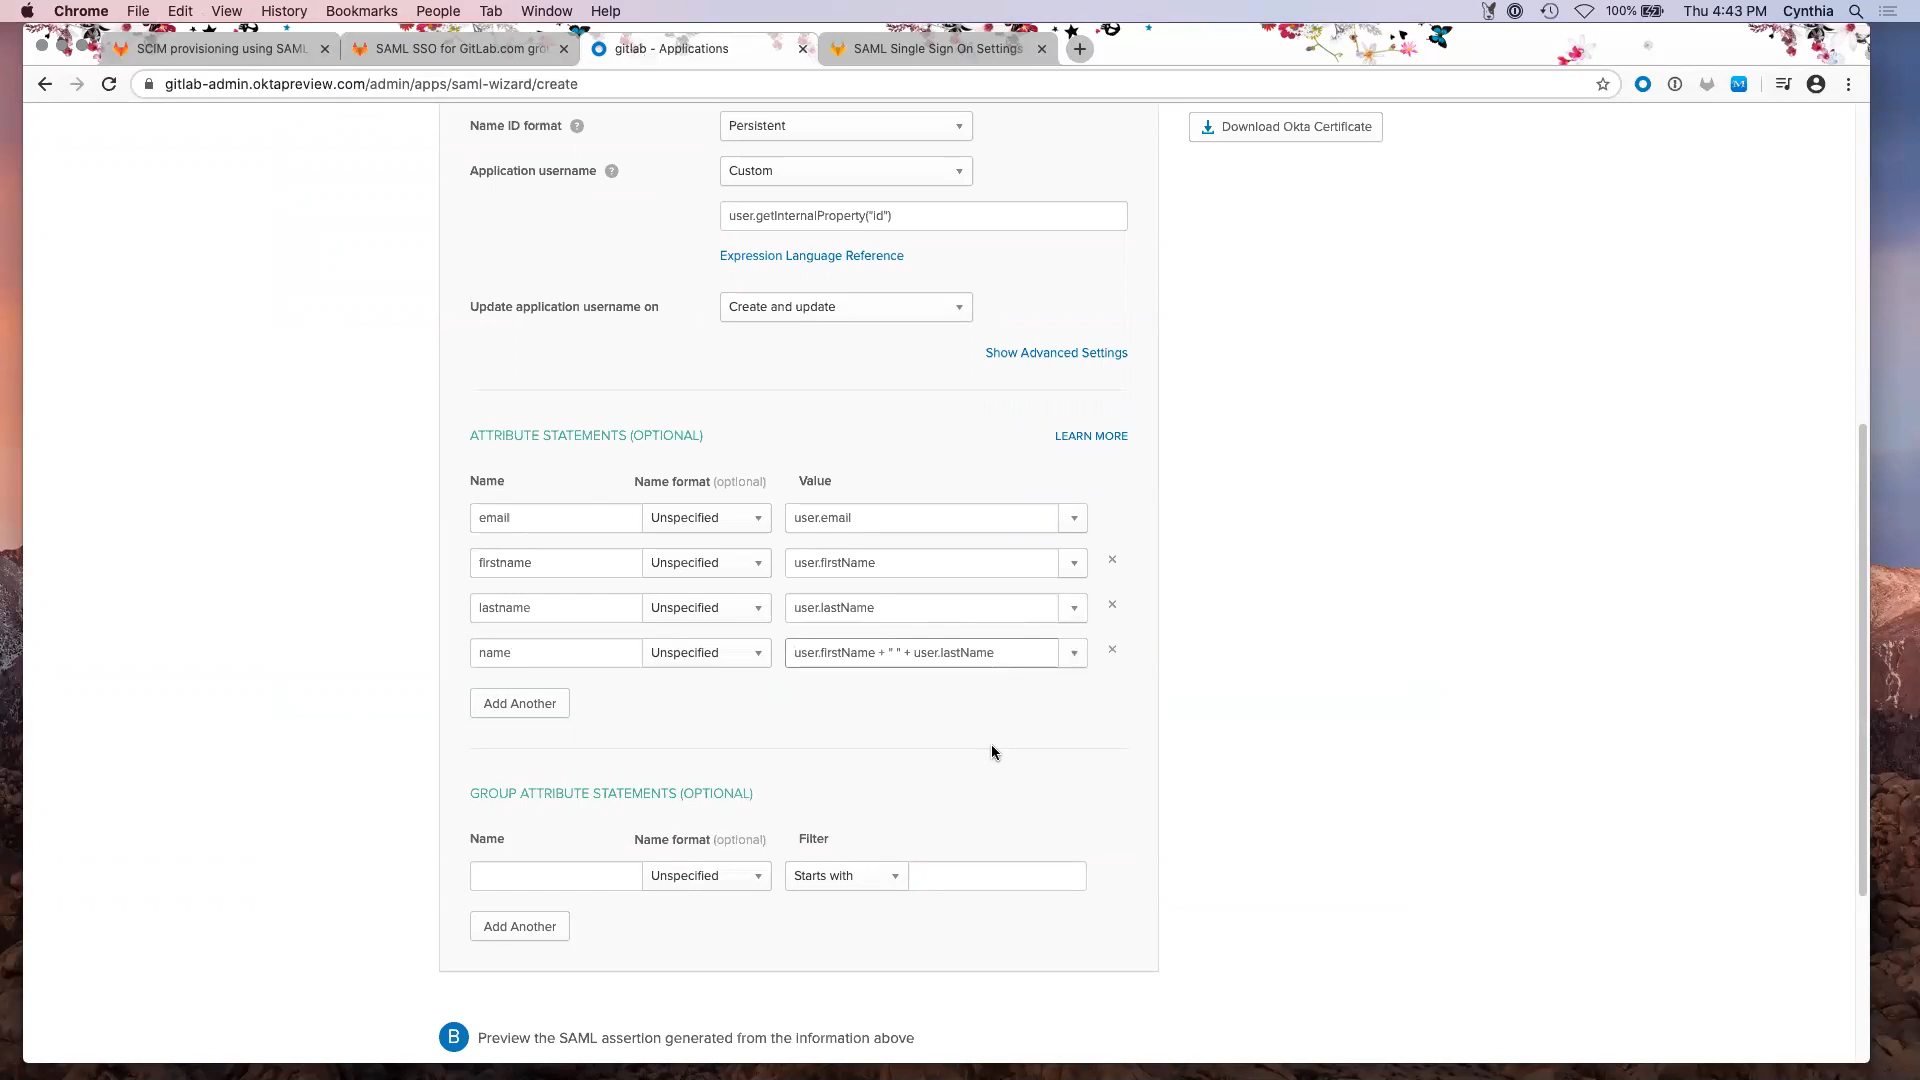 Chrome File Edit View History Bookmarks People Tab Window Help 100% Thu 4:43 PM Cynthia
SCIM provisioning using SAML SAML SSO for GitLab.com gro gitlab - Applications SAML Single Sign On Settings
gitlab-admin.oktapreview.com/admin/apps/saml-wizard/create
Name ID format ? Persistent
Download Okta Certificate
Application username ? Custom
user.getInternalProperty("id")
Expression Language Reference
Update application username on Create and update
Show Advanced Settings
ATTRIBUTE STATEMENTS (OPTIONAL) LEARN MORE
Name Name format (optional) Value
email Unspecified user.email
firstname Unspecified user.firstName
lastname Unspecified user.lastName
name Unspecified user.firstName + " " + user.lastName
Add Another
GROUP ATTRIBUTE STATEMENTS (OPTIONAL)
Name Name format (optional) Filter
Unspecified Starts with
Add Another
B Preview the SAML assertion generated from the information above